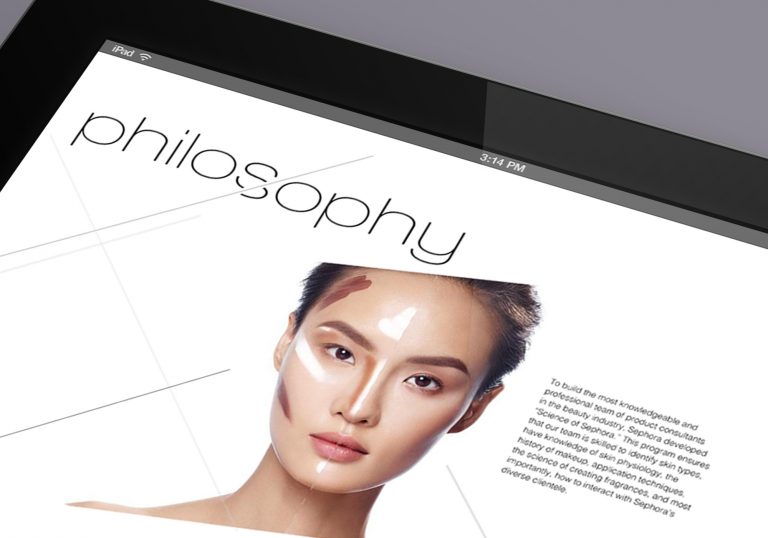 iPad
3:14 PM
philosophy
To build the most knowledgeable and
professional team of product consultants
in the beauty industry, Sephora developed
"Science of Sephora." This program ensures
that our team is skilled to identify skin types,
have knowledge of skin physiology, the
history of makeup, application techniques,
the science of creating fragrances, and most
importantly, how to interact with Sephora's
diverse clientele.